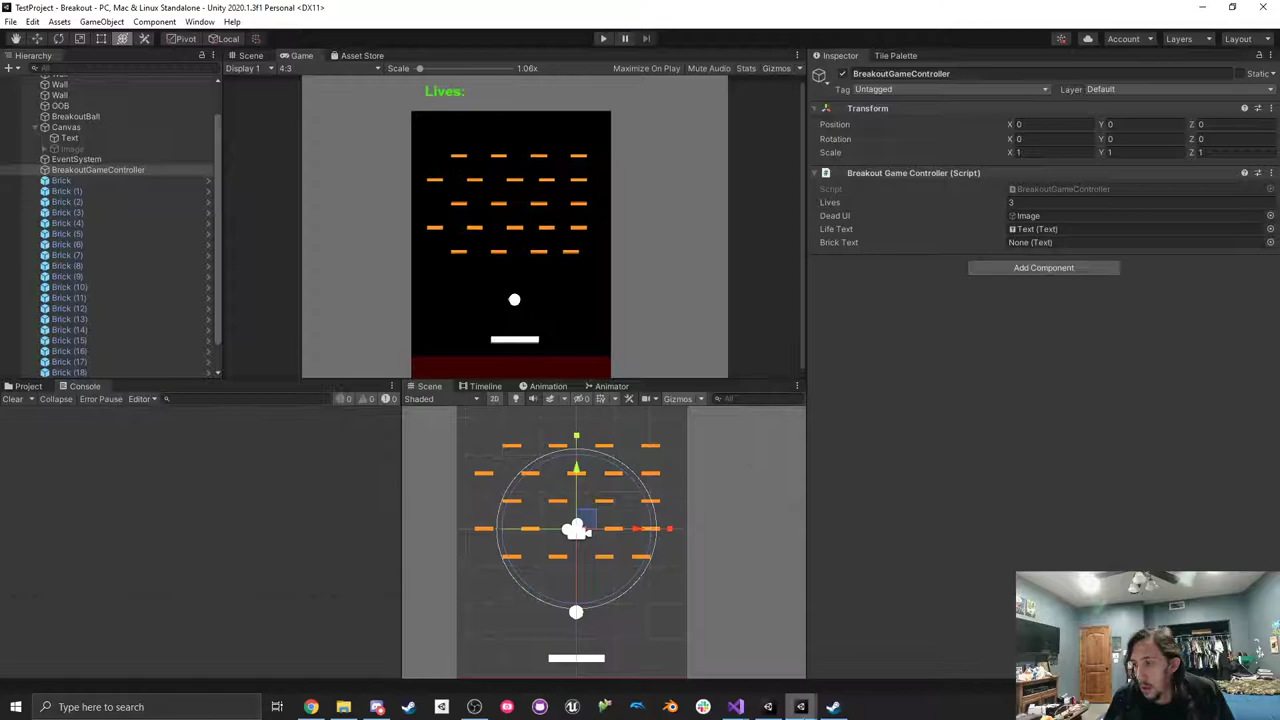 TestProject - Breakout - PC, Mac & Linux Standalone - Unity 2020.1.3f1 Personal <DX11>
File Edit Assets GameObject Component Window Help
Pivot Local Account Layers Layout
Hierarchy Scene Game Asset Store Inspector Tile Palette
All Display 1 4:3 Scale 1.06x Maximize On Play Mute Audio Stats Gizmos
BreakoutGameController Static
Tag Untagged Layer Default
Transform
Position X 0 Y 0 Z 0
Rotation X 0 Y 0 Z 0
Scale X 1 Y 1 Z 1
Breakout Game Controller (Script)
Script BreakoutGameController
Lives 3
Dead UI Image
Life Text Text (Text)
Brick Text None (Text)
Add Component
Lives:
Wall
Wall
Wall
OOB
BreakoutBall
Canvas
Text
Image
EventSystem
BreakoutGameController
Brick
Brick (1)
Brick (2)
Brick (3)
Brick (4)
Brick (5)
Brick (6)
Brick (7)
Brick (8)
Brick (9)
Brick (10)
Brick (11)
Brick (12)
Brick (13)
Brick (14)
Brick (15)
Brick (16)
Brick (17)
Brick (18)
Project Console
Clear Collapse Error Pause Editor 0 0 0
Scene Timeline Animation Animator
Shaded 2D 0 Gizmos All
Type here to search